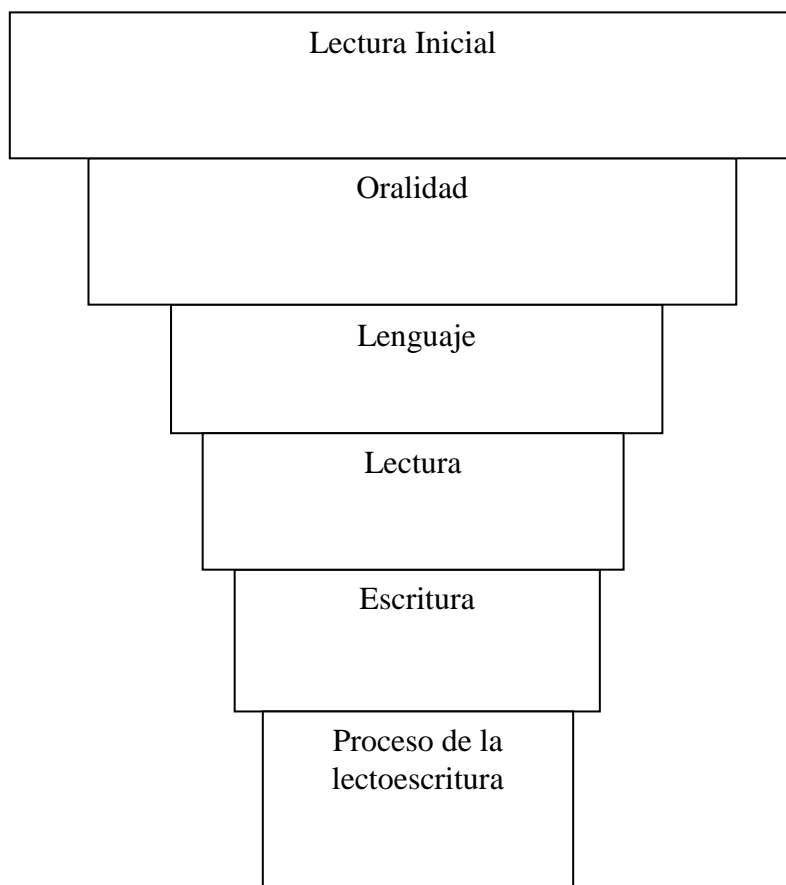 Lectura Inicial
Oralidad
Lenguaje
Lectura
Escritura
Proceso de la
lectoescritura